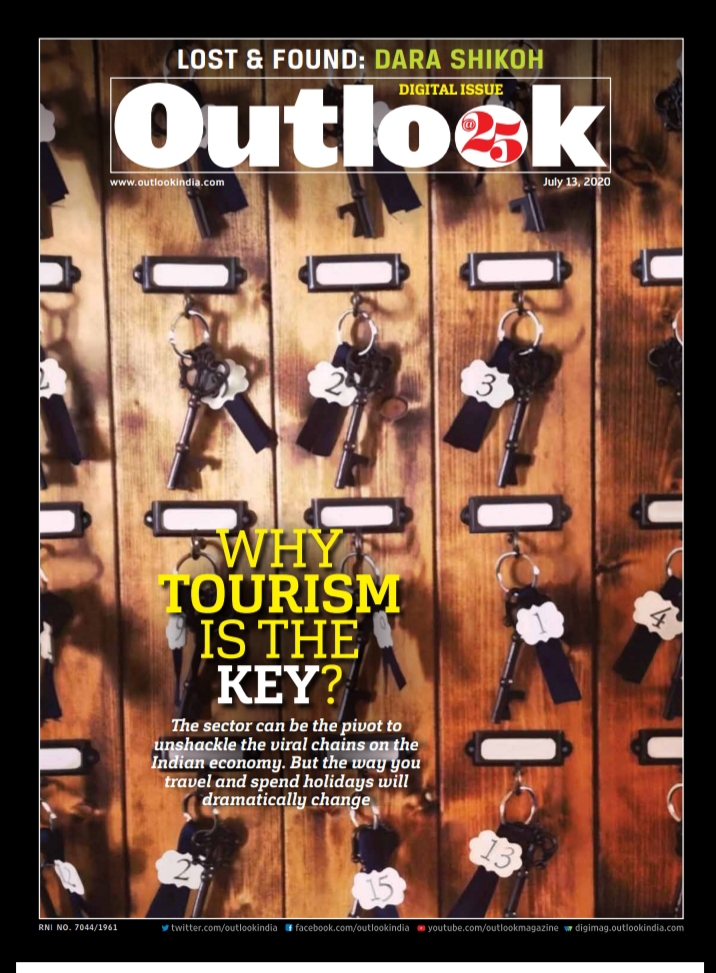 LOST & FOUND: DARA SHIKOH
DIGITAL ISSUE
Outlook
@25
www.outlookindia.com
July 13, 2020
2
3
WHY
TOURISM
IS THE
KEY?
1
4
9
The sector can be the pivot to
unshackle the viral chains on the
Indian economy. But the way you
travel and spend holidays will
dramatically change
12
2
15
13
RNI NO. 7044/1961
twitter.com/outlookindia
facebook.com/outlookindia
youtube.com/outlookmagazine
digimag.outlookindia.com